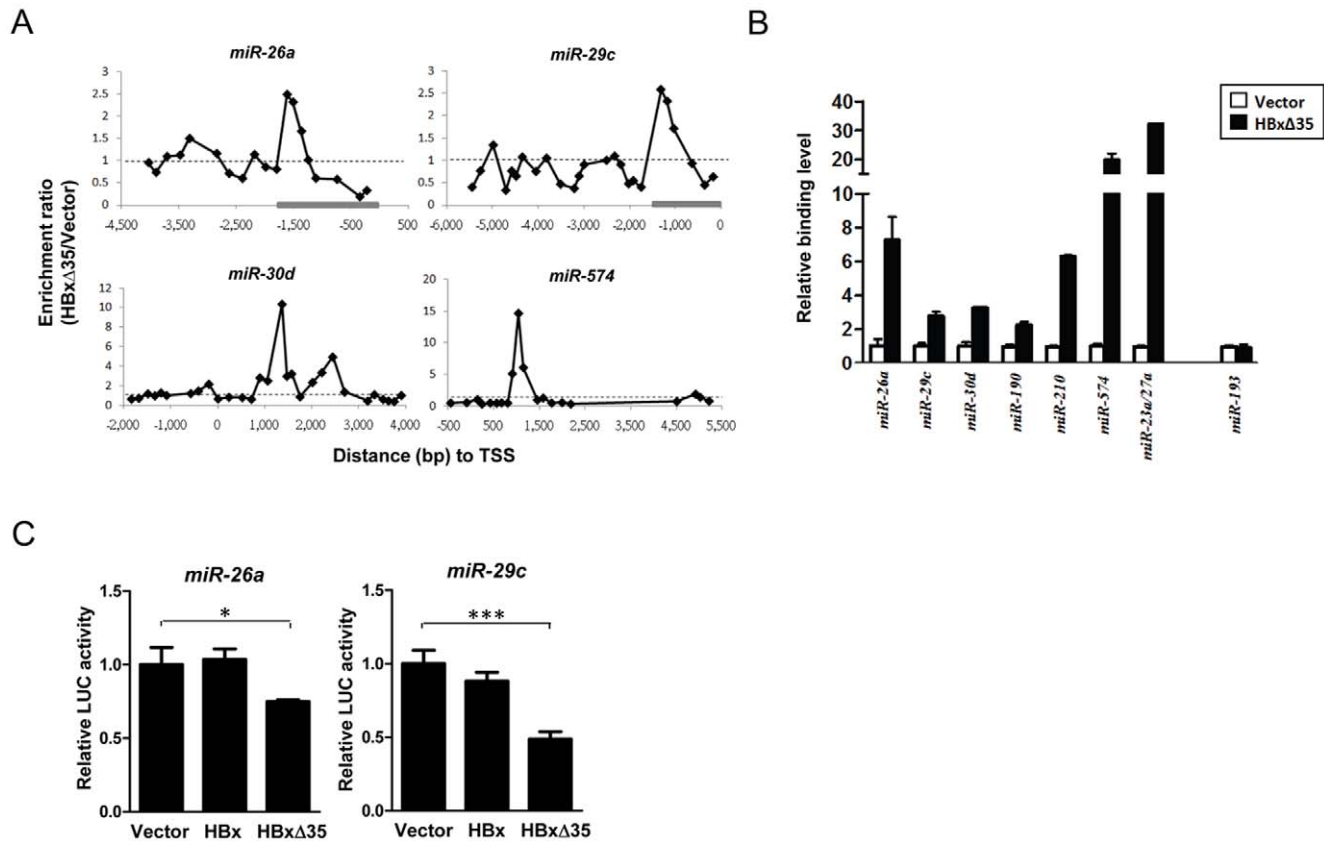 A
miR-26a
3
2.5
2
1.5
1
0.5
0
-4,500 -3,500 -2,500 -1,500 -500 500
miR-29c
3
2.5
2
1.5
1
0.5
0
-6,000 -5,000 -4,000 -3,000 -2,000 -1,000 0
miR-30d
12
10
8
6
4
2
0
-2,000 -1,000 0 1,000 2,000 3,000 4,000
miR-574
20
15
10
5
0
-500 500 1,500 2,500 3,500 4,500 5,500
Enrichment ratio
(HBxΔ35/Vector)
Distance (bp) to TSS
B
Vector
HBxΔ35
Relative binding level
40
30
20
10
8
6
4
2
0
miR-26a
miR-29c
miR-30d
miR-190
miR-210
miR-574
miR-23a/27a
miR-193
C
miR-26a
Relative LUC activity
1.5
1.0
0.5
0.0
*
Vector HBx HBxΔ35
miR-29c
Relative LUC activity
1.5
1.0
0.5
0.0
***
Vector HBx HBxΔ35